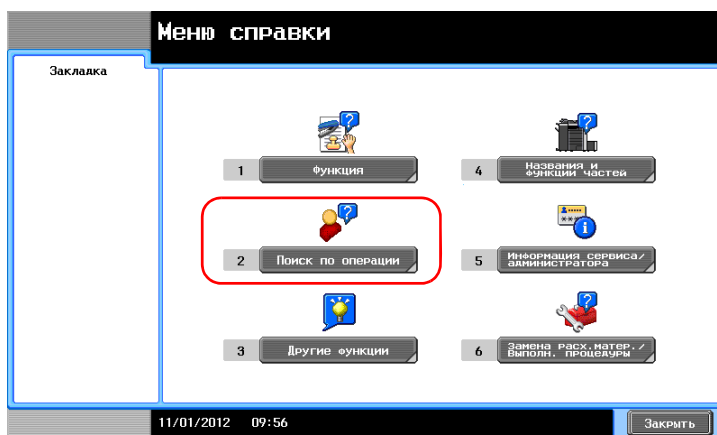 Меню справки
Закладка
1 Функция
4 Названия и
функции частей
2 Поиск по операции
5 Информация сервиса/
администратора
3 Другие функции
6 Замена расх.матер./
Выполн. процедуры
11/01/2012 09:56
Закрыть